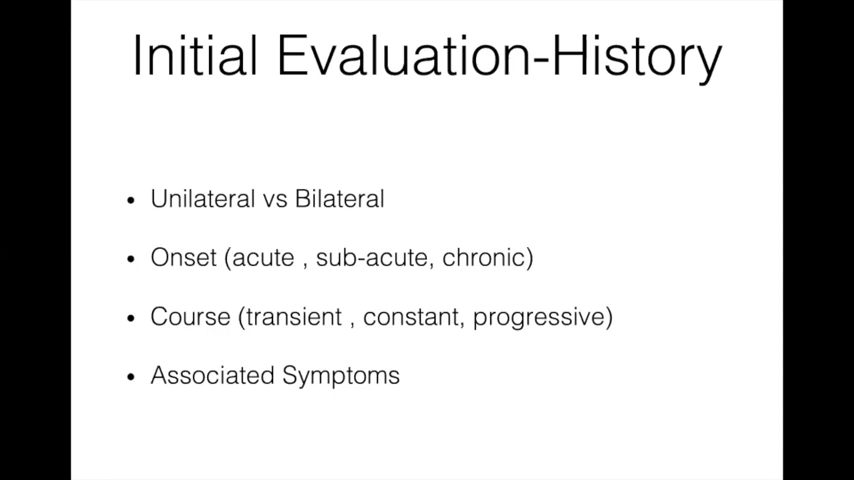 Initial Evaluation-History
• Unilateral vs Bilateral
• Onset (acute , sub-acute, chronic)
• Course (transient , constant, progressive)
• Associated Symptoms